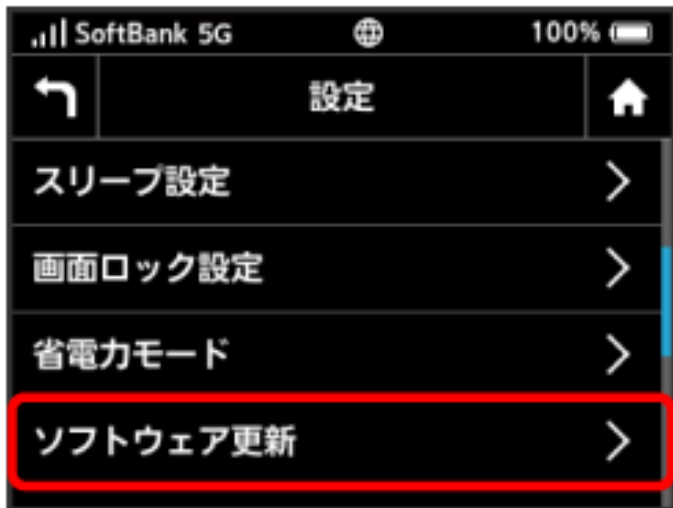 SoftBank 5G 100%
設定
スリープ設定
画面ロック設定
省電力モード
ソフトウェア更新